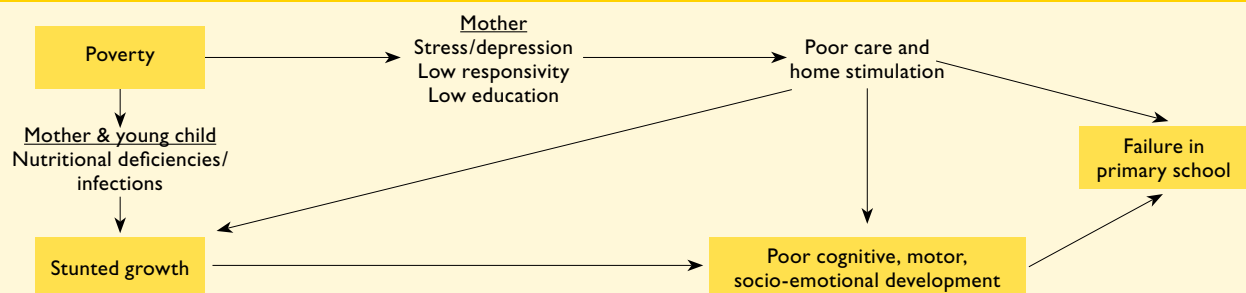 Poverty
Mother
Stress/depression
Low responsivity
Low education
Poor care and
home stimulation
Mother & young child
Nutritional deficiencies/
infections
Failure in
primary school
Stunted growth
Poor cognitive, motor,
socio-emotional development